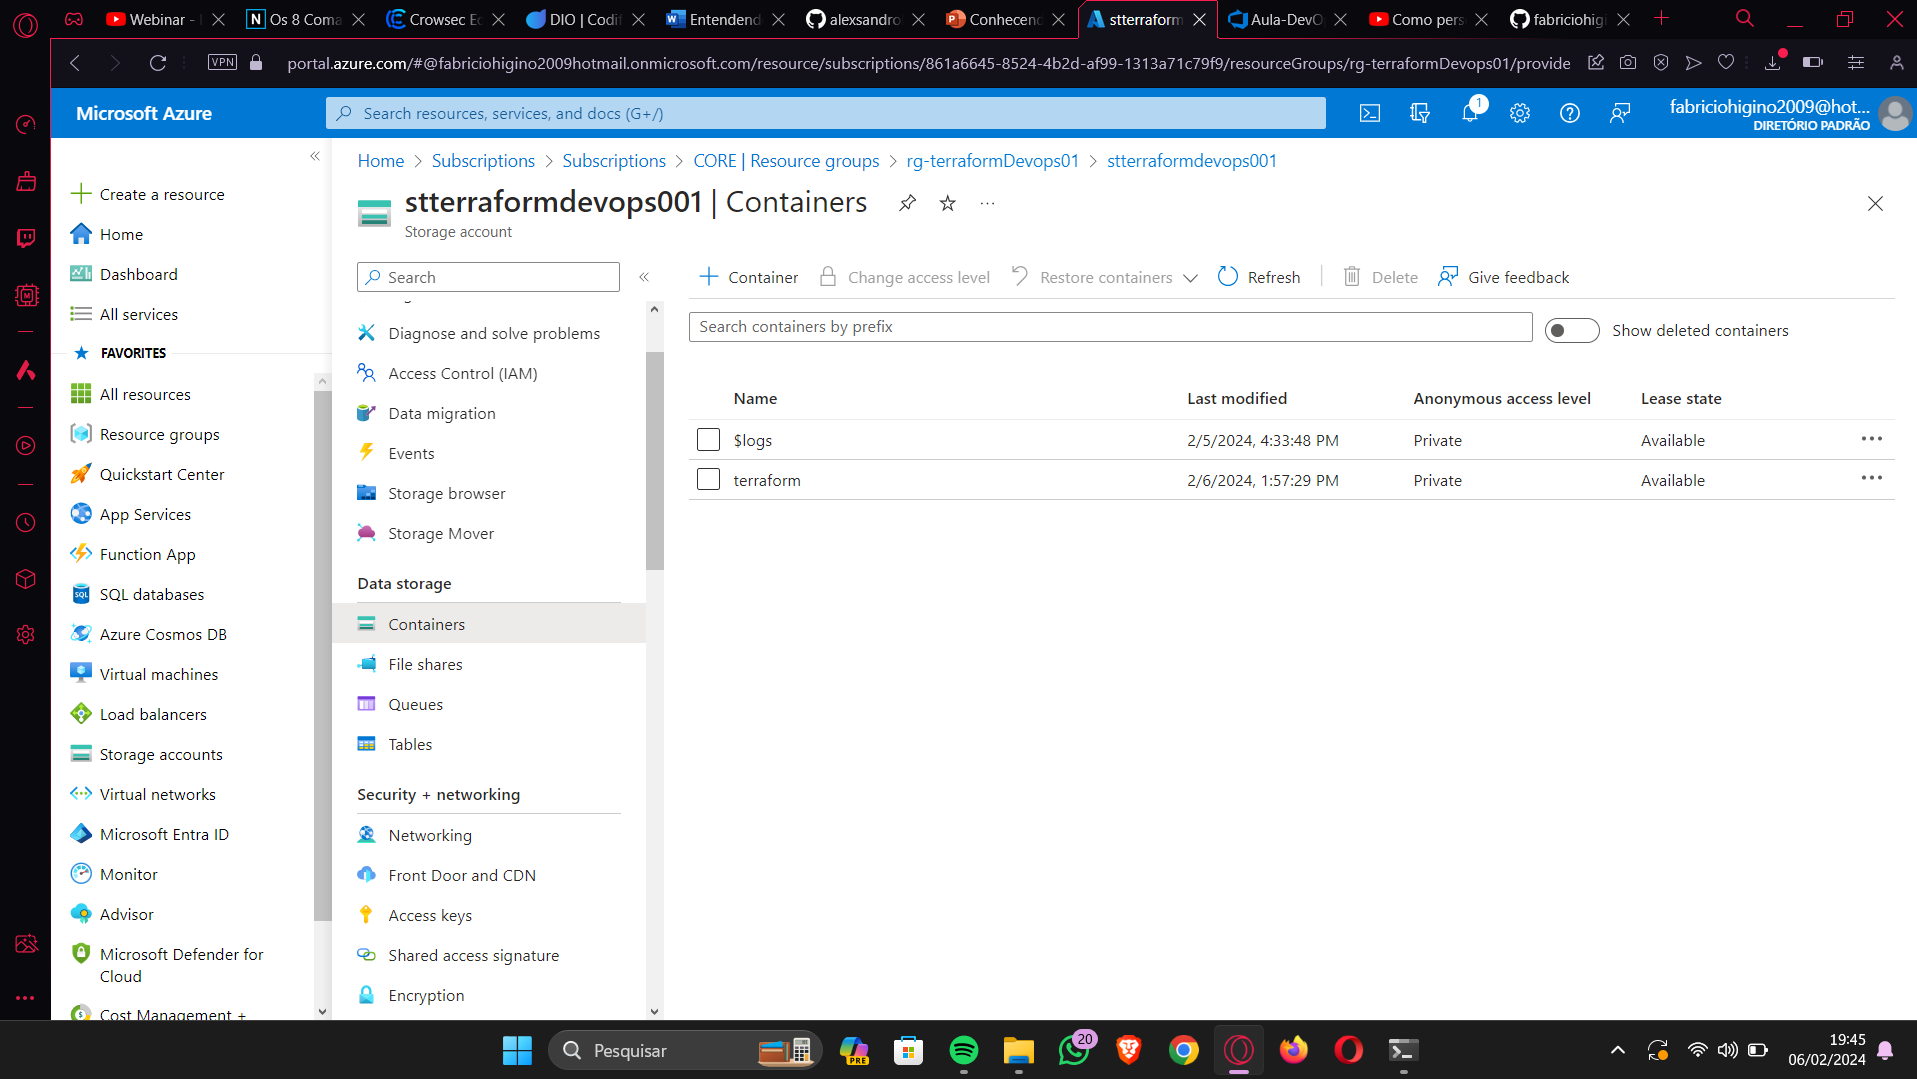 Webinar -
Os 8 Coma
Crowsec Ec
DIO | Codif
Entendend
alexsandro
Conhecenc
stterraform
Aula-DevO
Como pers
fabriciohigi
VPN
portal.azure.com/#@fabriciohigino2009hotmail.onmicrosoft.com/resource/subscriptions/861a6645-8524-4b2d-af99-1313a71c79f9/resourceGroups/rg-terraformDevops01/provide
Microsoft Azure
Search resources, services, and docs (G+/)
1
fabriciohigino2009@hot...
DIRETÓRIO PADRÃO
Create a resource
Home
Dashboard
All services
FAVORITES
All resources
Resource groups
Quickstart Center
App Services
Function App
SQL databases
Azure Cosmos DB
Virtual machines
Load balancers
Storage accounts
Virtual networks
Microsoft Entra ID
Monitor
Advisor
Microsoft Defender for
Cloud
Cost Management +
Home > Subscriptions > Subscriptions > CORE | Resource groups > rg-terraformDevops01 > stterraformdevops001
stterraformdevops001 | Containers
Storage account
Search
Diagnose and solve problems
Access Control (IAM)
Data migration
Events
Storage browser
Storage Mover
Data storage
Containers
File shares
Queues
Tables
Security + networking
Networking
Front Door and CDN
Access keys
Shared access signature
Encryption
Container Change access level Restore containers Refresh Delete Give feedback
Search containers by prefix
Show deleted containers
Name Last modified Anonymous access level Lease state
$logs 2/5/2024, 4:33:48 PM Private Available
terraform 2/6/2024, 1:57:29 PM Private Available
Pesquisar
PRE
20
19:45
06/02/2024